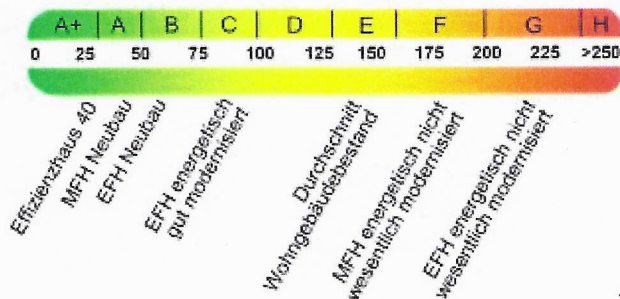 A+ A B C D E F G H
0 25 50 75 100 125 150 175 200 225 >250
Effizienzhaus 40
MFH Neubau
EFH Neubau
EFH energetisch
gut modernisiert
Durchschnitt
Wohngebäudebestand
MFH energetisch nicht
wesentlich modernisiert
EFH energetisch nicht
wesentlich modernisiert